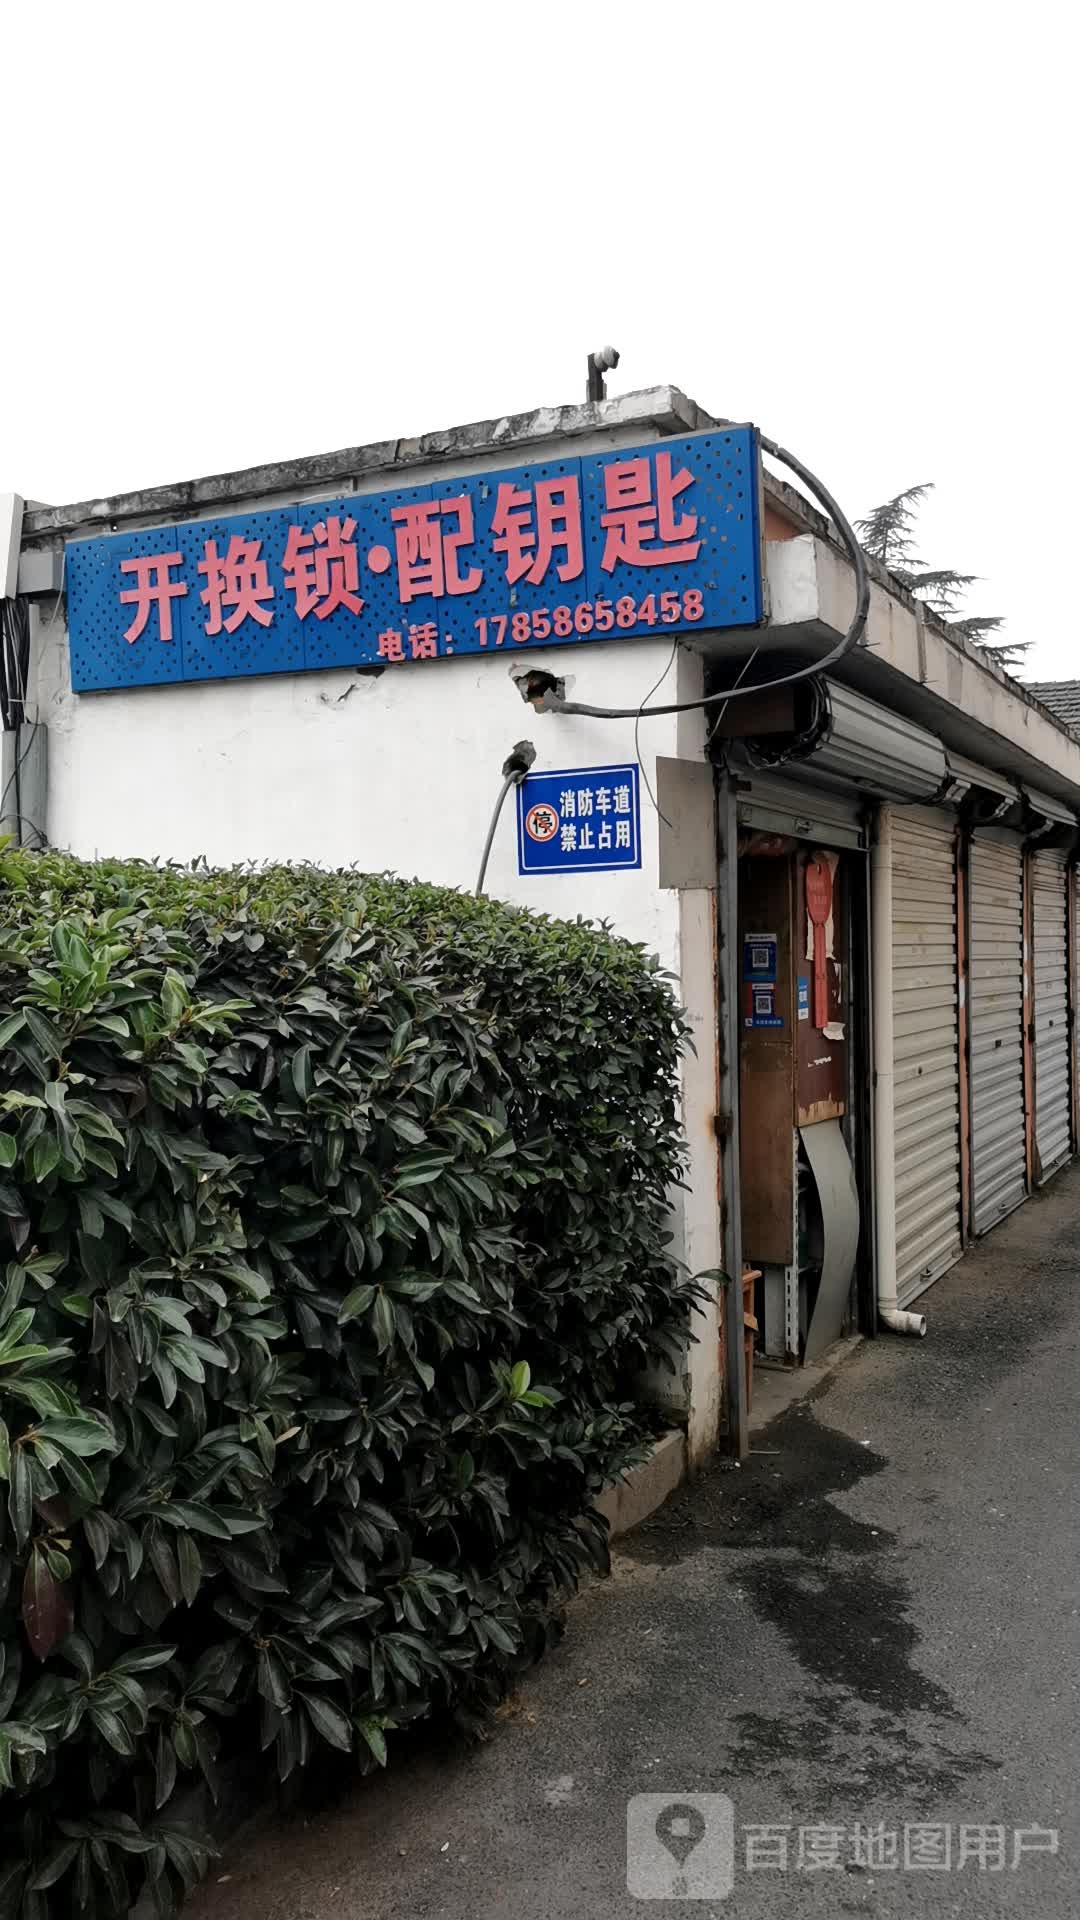 开换锁·配钥匙
电话：17858658458
停
消防车道
禁止占用
百度地图用户